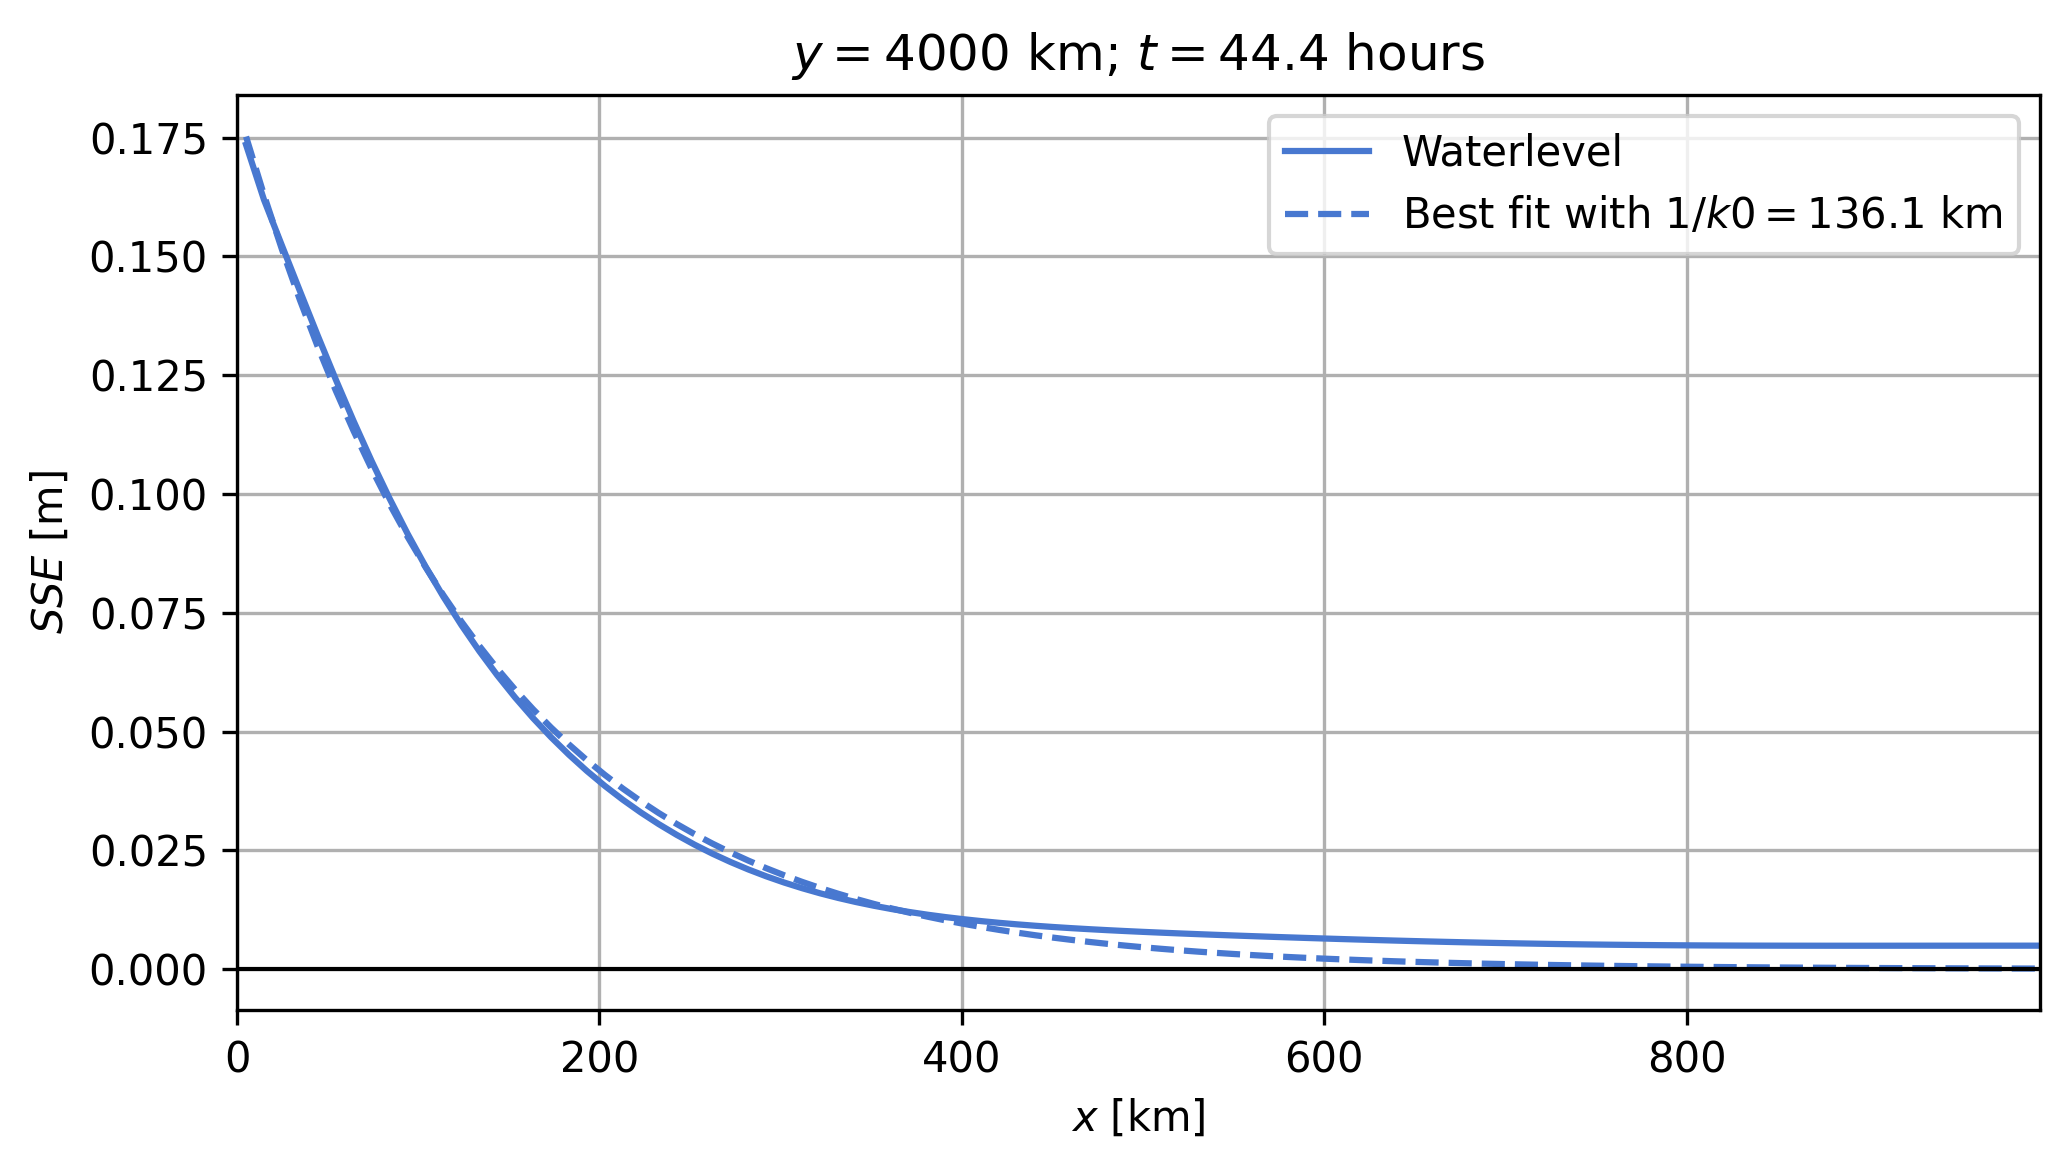 y = 4000 km; t = 44.4 hours
Waterlevel
Best fit with 1/k0 = 136.1 km
SSE [m]
0.175
0.150
0.125
0.100
0.075
0.050
0.025
0.000
0 200 400 600 800
x [km]